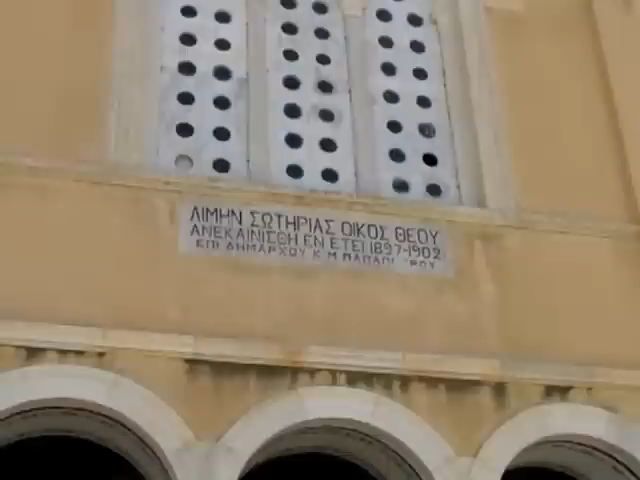 ΛΙΜΗΝ ΣΩΤΗΡΙΑΣ ΟΙΚΟΣ ΘΕΟΥ
ΑΝΕΚΑΙΝΙΣΘΗ ΕΝ ΕΤΕΙ 1897-1902
ΕΠΙ ΔΗΜΑΡΧΟΥ Κ. Μ.